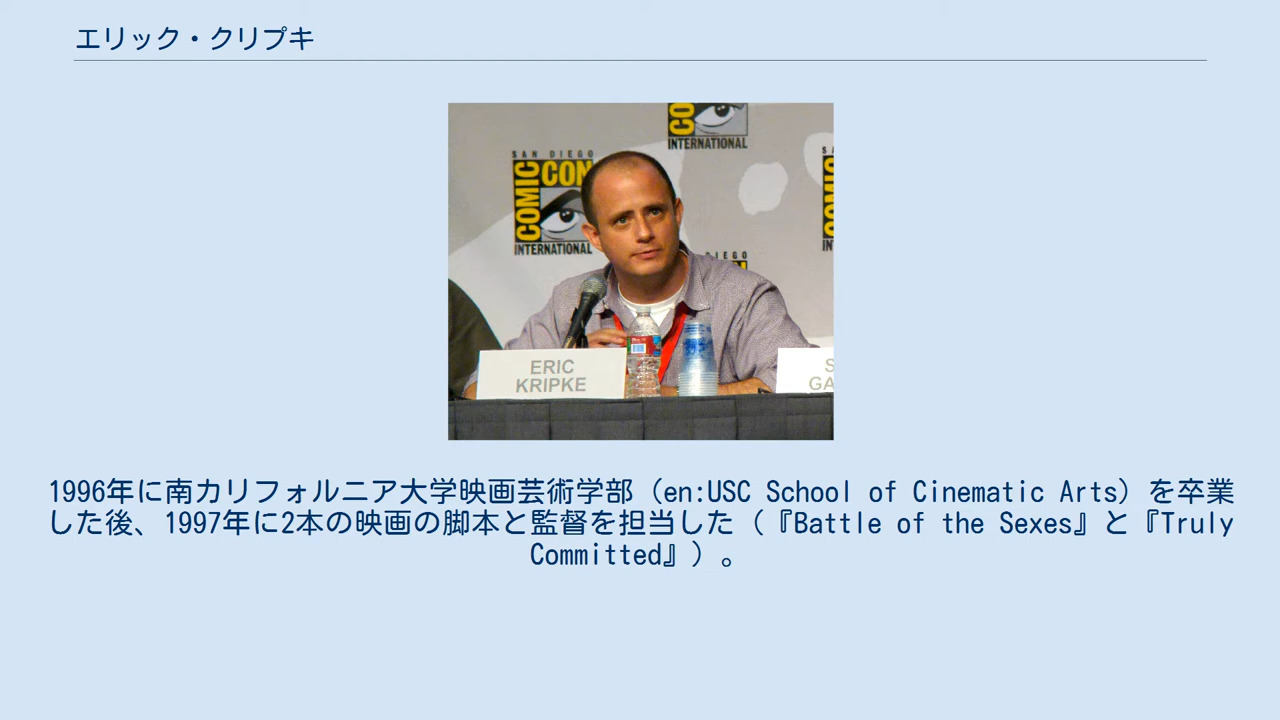 エリック・クリプキ
CON
INTERNATIONAL
SAN DIEGO
COMIC CON
INTERNATIONAL
COMIC
DIEGO
CON
ERIC
KRIPKE
S
GA
1996年に南カリフォルニア大学映画芸術学部（en:USC School of Cinematic Arts）を卒業
した後、1997年に2本の映画の脚本と監督を担当した（『Battle of the Sexes』と『Truly
Committed』）。